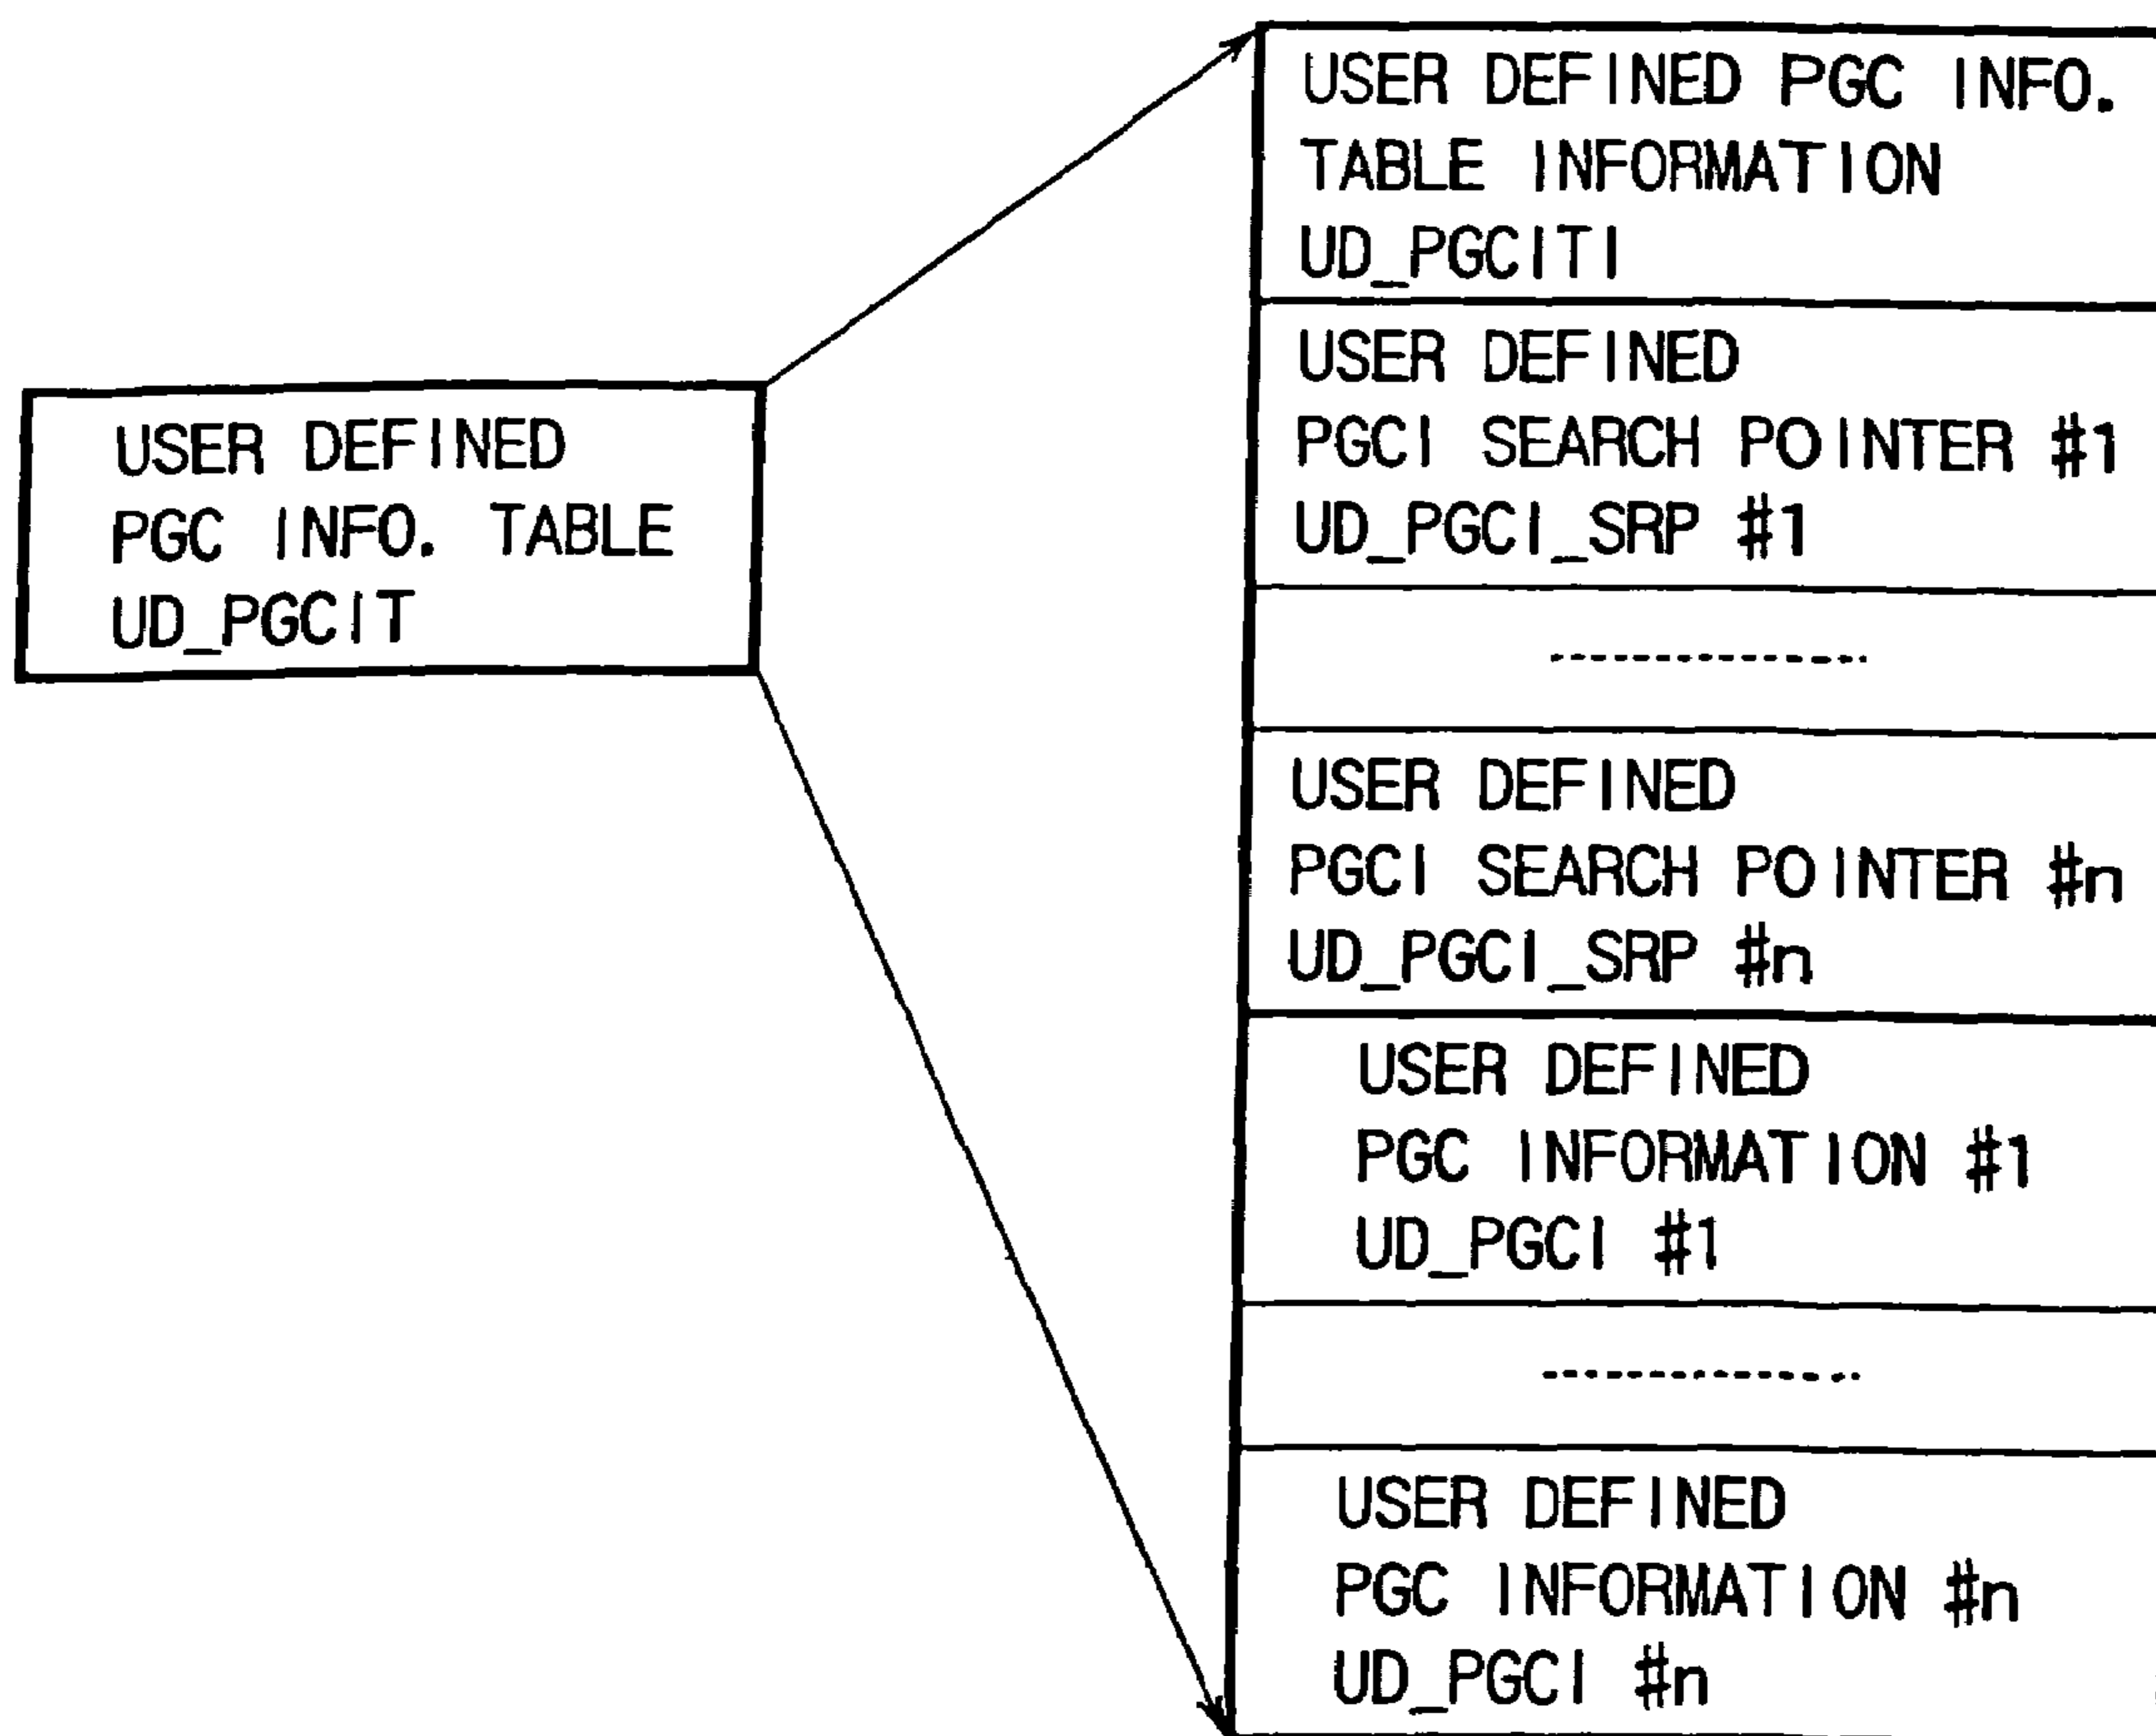 USER DEFINED
PGC INFO. TABLE
UD_PGCIT
USER DEFINED PGC INFO.
TABLE INFORMATION
UD_PGCITI
USER DEFINED
PGCI SEARCH POINTER #1
UD_PGCI_SRP #1
USER DEFINED
PGCI SEARCH POINTER #n
UD_PGCI_SRP #n
USER DEFINED
PGC INFORMATION #1
UD_PGCI #1
USER DEFINED
PGC INFORMATION #n
UD_PGCI #n